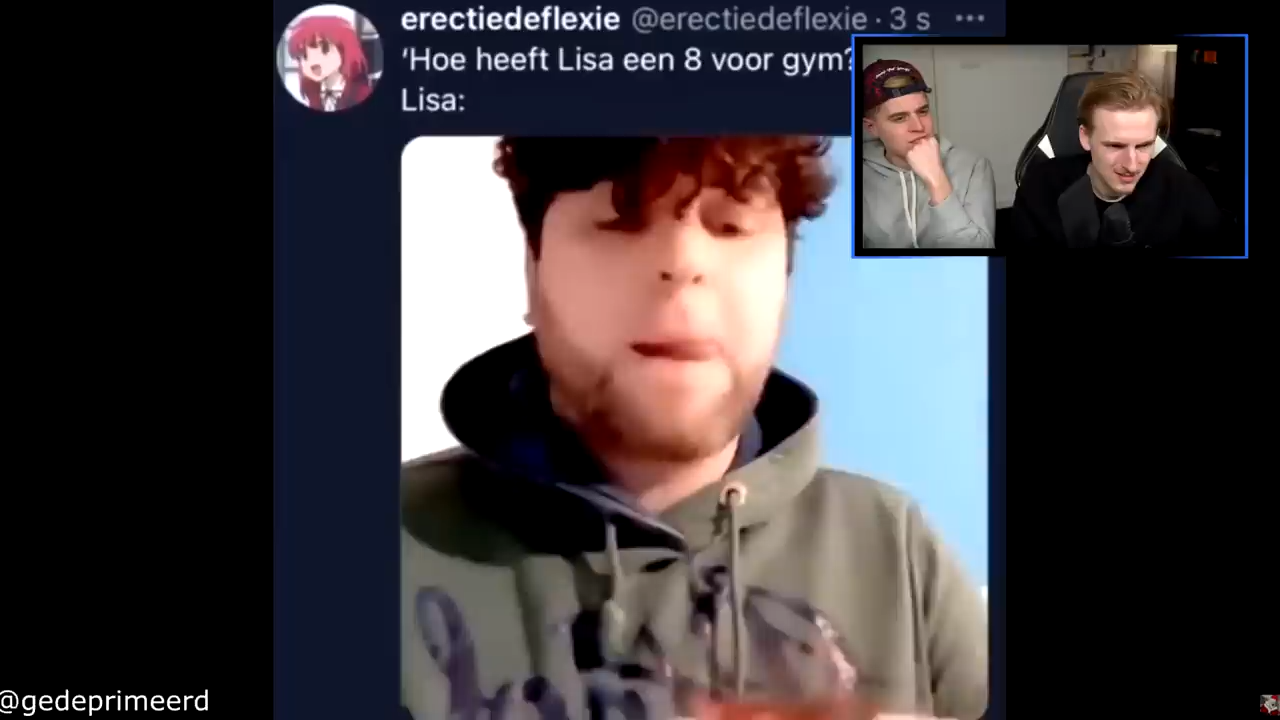 erectiedeflexie @erectiedeflexie · 3 s ···
‘Hoe heeft Lisa een 8 voor gym?
Lisa:
@gedeprimeerd